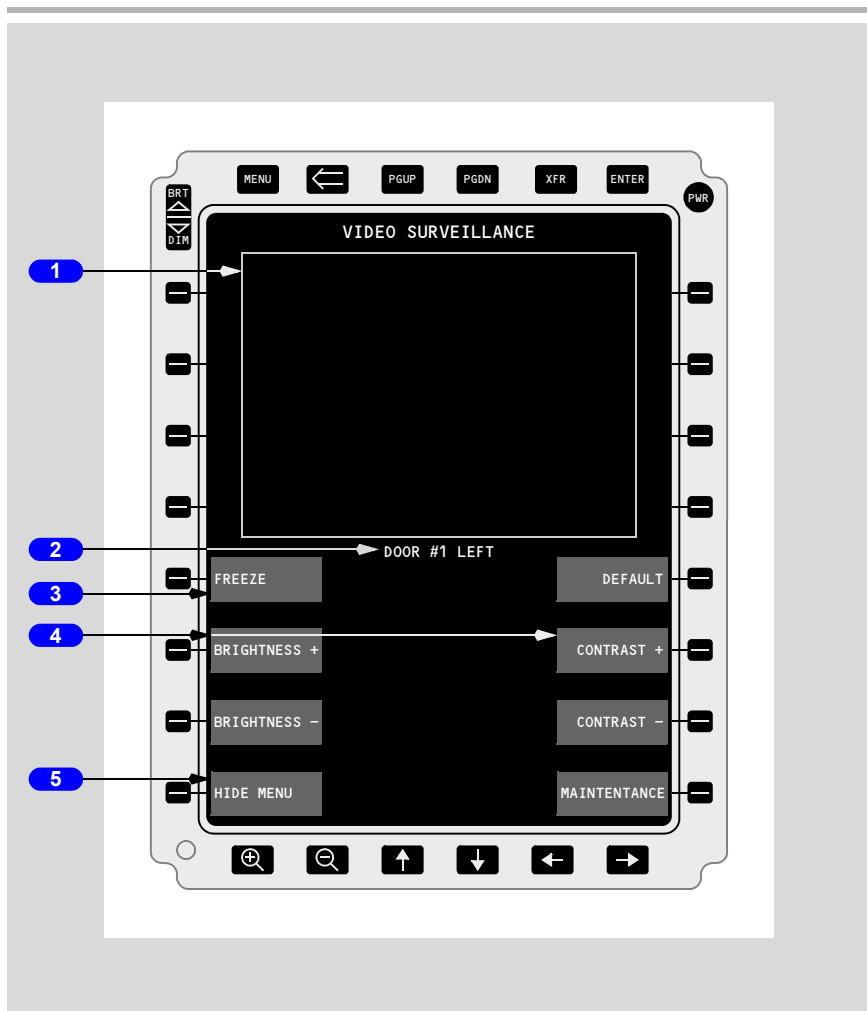 MENU PGUP PGDN XFR ENTER
BRT
DIM
PWR
VIDEO SURVEILLANCE
1
2
DOOR #1 LEFT
FREEZE
DEFAULT
3
4
BRIGHTNESS +
CONTRAST +
BRIGHTNESS −
CONTRAST −
5
HIDE MENU
MAINTENTANCE